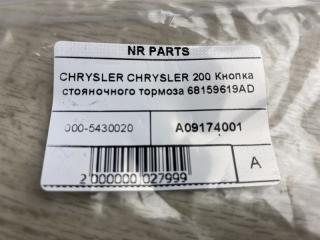 NR PARTS
CHRYSLER CHRYSLER 200 Кнопка
стояночного тормоза 68159619AD
000-5430020 A09174001
A
2 000000 027999